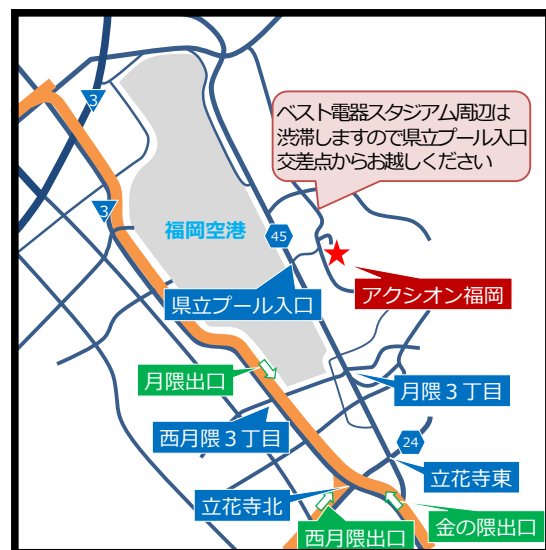 3
ベスト電器スタジアム周辺は
渋滞しますので県立プール入口
交差点からお越しください
3
福岡空港
45
アクシオン福岡
県立プール入口
月隈出口
月隈３丁目
西月隈３丁目
24
立花寺東
立花寺北
金の隈出口
西月隈出口